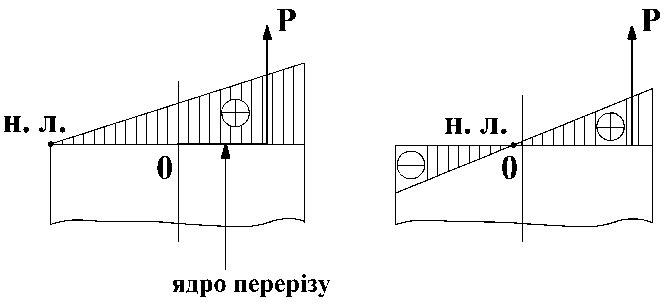 P
н. л.
0
ядро перерізу
P
н. л.
0